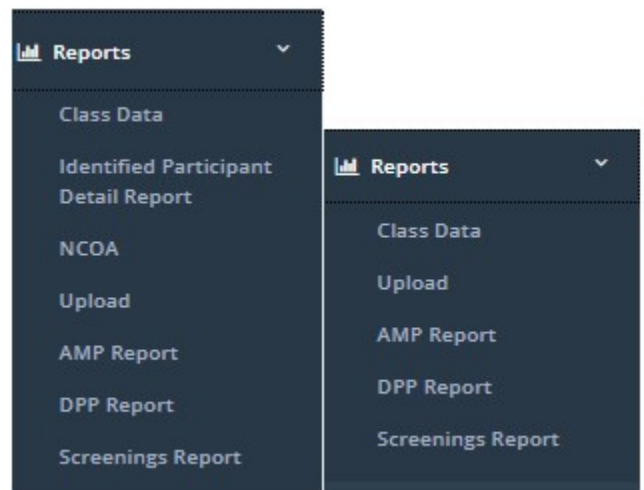 Reports
Class Data
Identified Participant
Detail Report
NCOA
Upload
AMP Report
DPP Report
Screenings Report
Reports
Class Data
Upload
AMP Report
DPP Report
Screenings Report